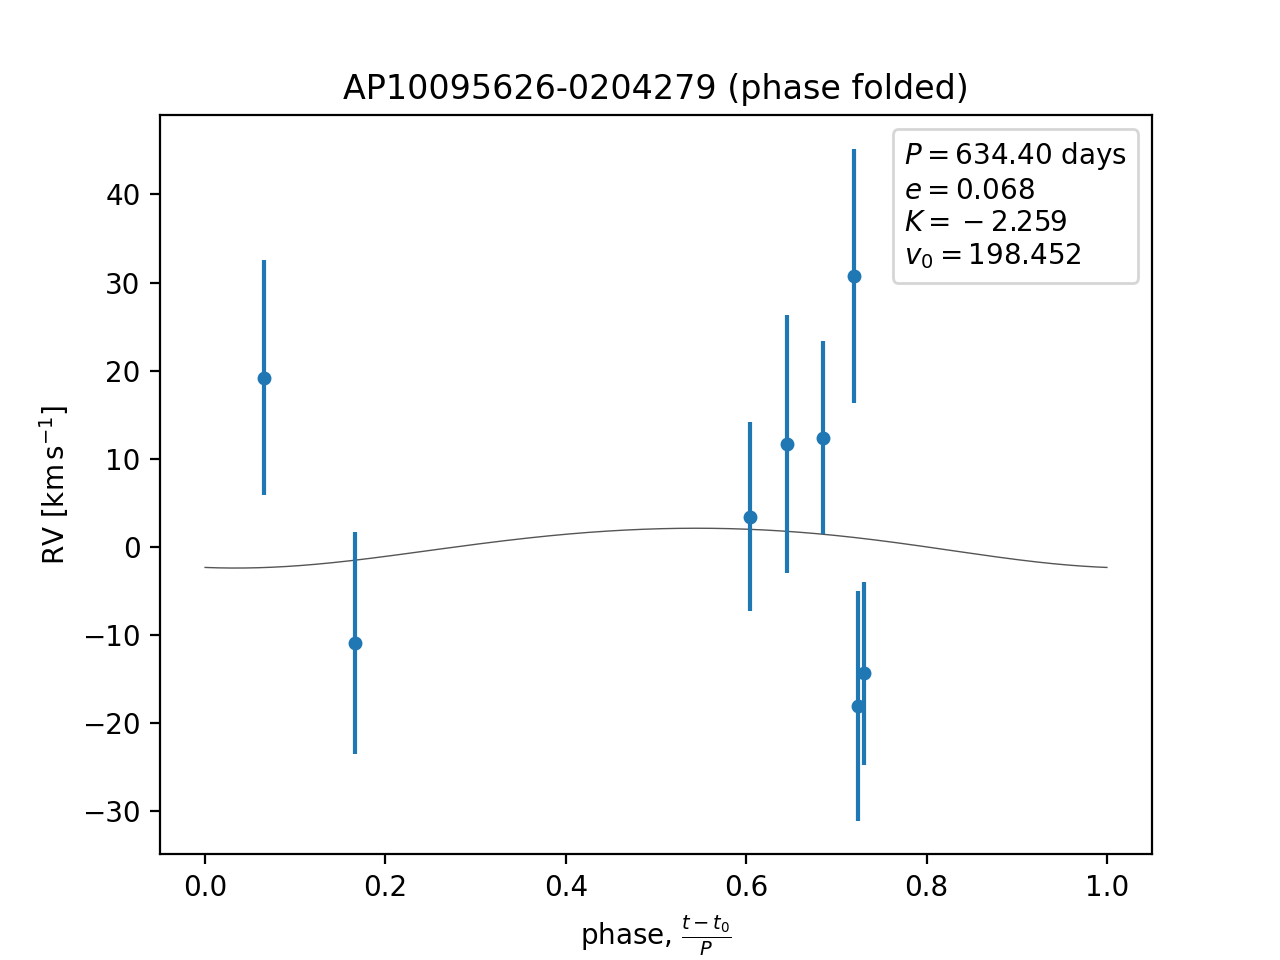 AP10095626-0204279 (phase folded)
P = 634.40 days
e = 0.068
K = −2.259
v₀ = 198.452
RV [km s⁻¹]
40
30
20
10
0
−10
−20
−30
0.0 0.2 0.4 0.6 0.8 1.0
phase, (t − t₀)/P